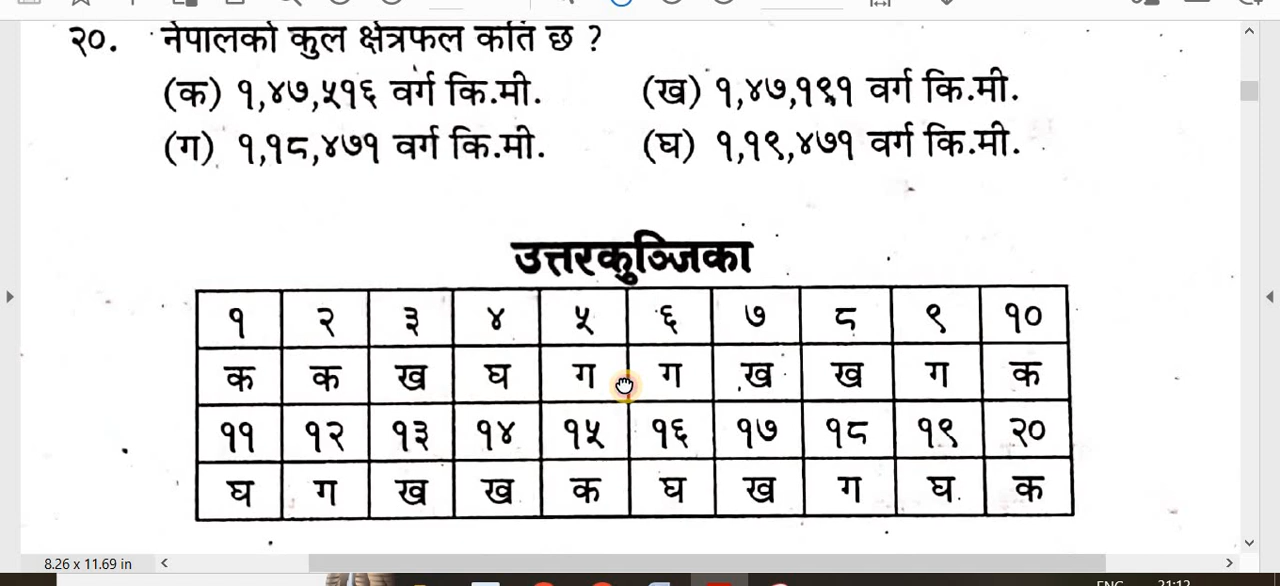 २०. नेपालको कुल क्षेत्रफल कति छ ?
(क) १,४७,५१६ वर्ग कि.मी. (ख) १,४७,१९१ वर्ग कि.मी.
(ग) १,१८,४७१ वर्ग कि.मी. (घ) १,१९,४७१ वर्ग कि.मी.
उत्तरकुञ्जिका
१ २ ३ ४ ५ ६ ७ ८ ९ १०
क क ख घ ग ग ख ख ग क
११ १२ १३ १४ १५ १६ १७ १८ १९ २०
घ ग ख ख क घ ख ग घ क
8.26 x 11.69 in